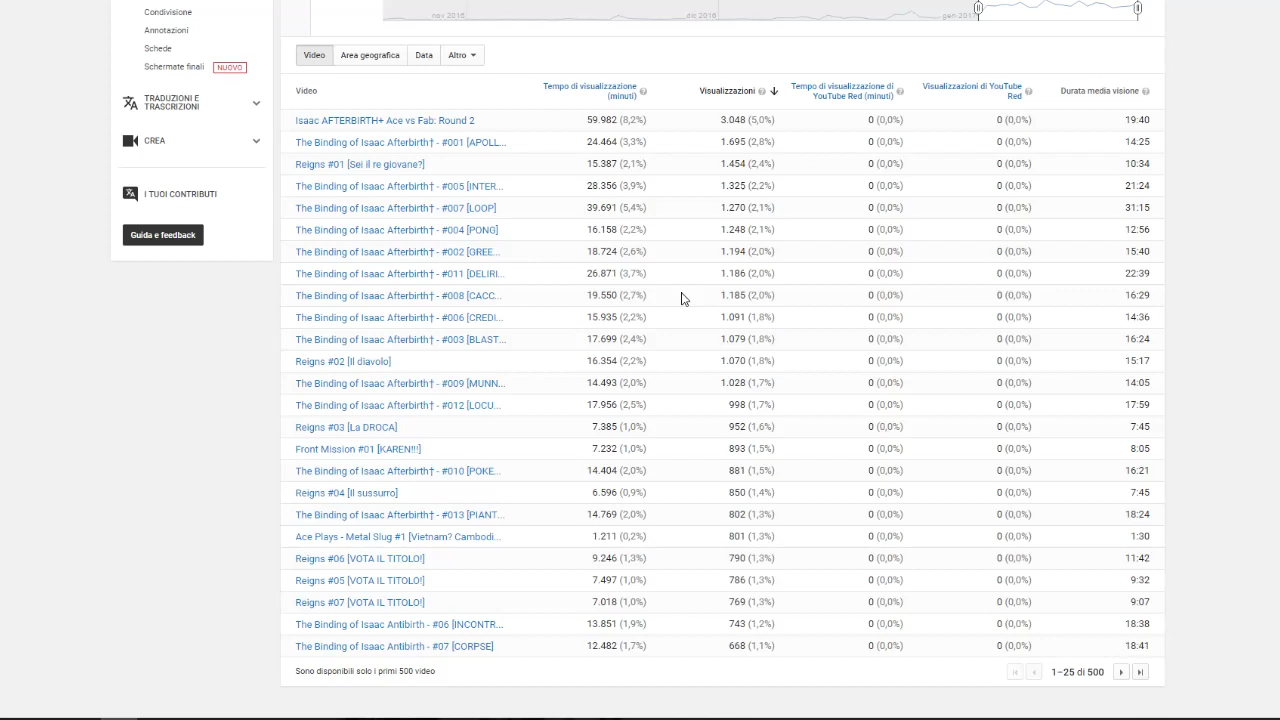 Condivisione
Annotazioni
Schede
Schermate finali NUOVO
TRADUZIONI E TRASCRIZIONI
CREA
I TUOI CONTRIBUTI
Guida e feedback
nov 2016 dic 2016 gen 2017
Video Area geografica Data Altro
Video Tempo di visualizzazione (minuti) Visualizzazioni Tempo di visualizzazione di YouTube Red (minuti) Visualizzazioni di YouTube Red Durata media visione
Isaac AFTERBIRTH+ Ace vs Fab: Round 2 59.982 (8,2%) 3.048 (5,0%) 0 (0,0%) 0 (0,0%) 19:40
The Binding of Isaac Afterbirth† - #001 [APOLL... 24.464 (3,3%) 1.695 (2,8%) 0 (0,0%) 0 (0,0%) 14:25
Reigns #01 [Sei il re giovane?] 15.387 (2,1%) 1.454 (2,4%) 0 (0,0%) 0 (0,0%) 10:34
The Binding of Isaac Afterbirth† - #005 [INTER... 28.356 (3,9%) 1.325 (2,2%) 0 (0,0%) 0 (0,0%) 21:24
The Binding of Isaac Afterbirth† - #007 [LOOP] 39.691 (5,4%) 1.270 (2,1%) 0 (0,0%) 0 (0,0%) 31:15
The Binding of Isaac Afterbirth† - #004 [PONG] 16.158 (2,2%) 1.248 (2,1%) 0 (0,0%) 0 (0,0%) 12:56
The Binding of Isaac Afterbirth† - #002 [GREE... 18.724 (2,6%) 1.194 (2,0%) 0 (0,0%) 0 (0,0%) 15:40
The Binding of Isaac Afterbirth† - #011 [DELIRI... 26.871 (3,7%) 1.186 (2,0%) 0 (0,0%) 0 (0,0%) 22:39
The Binding of Isaac Afterbirth† - #008 [CACC... 19.550 (2,7%) 1.185 (2,0%) 0 (0,0%) 0 (0,0%) 16:29
The Binding of Isaac Afterbirth† - #006 [CREDI... 15.935 (2,2%) 1.091 (1,8%) 0 (0,0%) 0 (0,0%) 14:36
The Binding of Isaac Afterbirth† - #003 [BLAST... 17.699 (2,4%) 1.079 (1,8%) 0 (0,0%) 0 (0,0%) 16:24
Reigns #02 [Il diavolo] 16.354 (2,2%) 1.070 (1,8%) 0 (0,0%) 0 (0,0%) 15:17
The Binding of Isaac Afterbirth† - #009 [MUNN... 14.493 (2,0%) 1.028 (1,7%) 0 (0,0%) 0 (0,0%) 14:05
The Binding of Isaac Afterbirth† - #012 [LOCU... 17.956 (2,5%) 998 (1,7%) 0 (0,0%) 0 (0,0%) 17:59
Reigns #03 [La DROCA] 7.385 (1,0%) 952 (1,6%) 0 (0,0%) 0 (0,0%) 7:45
Front Mission #01 [KAREN!!!] 7.232 (1,0%) 893 (1,5%) 0 (0,0%) 0 (0,0%) 8:05
The Binding of Isaac Afterbirth† - #010 [POKE... 14.404 (2,0%) 881 (1,5%) 0 (0,0%) 0 (0,0%) 16:21
Reigns #04 [Il sussurro] 6.596 (0,9%) 850 (1,4%) 0 (0,0%) 0 (0,0%) 7:45
The Binding of Isaac Afterbirth† - #013 [PIANT... 14.769 (2,0%) 802 (1,3%) 0 (0,0%) 0 (0,0%) 18:24
Ace Plays - Metal Slug #1 [Vietnam? Cambodi... 1.211 (0,2%) 801 (1,3%) 0 (0,0%) 0 (0,0%) 1:30
Reigns #06 [VOTA IL TITOLO!] 9.246 (1,3%) 790 (1,3%) 0 (0,0%) 0 (0,0%) 11:42
Reigns #05 [VOTA IL TITOLO!] 7.497 (1,0%) 786 (1,3%) 0 (0,0%) 0 (0,0%) 9:32
Reigns #07 [VOTA IL TITOLO!] 7.018 (1,0%) 769 (1,3%) 0 (0,0%) 0 (0,0%) 9:07
The Binding of Isaac Antibirth - #06 [INCONTR... 13.851 (1,9%) 743 (1,2%) 0 (0,0%) 0 (0,0%) 18:38
The Binding of Isaac Antibirth - #07 [CORPSE] 12.482 (1,7%) 668 (1,1%) 0 (0,0%) 0 (0,0%) 18:41
Sono disponibili solo i primi 500 video 1–25 di 500